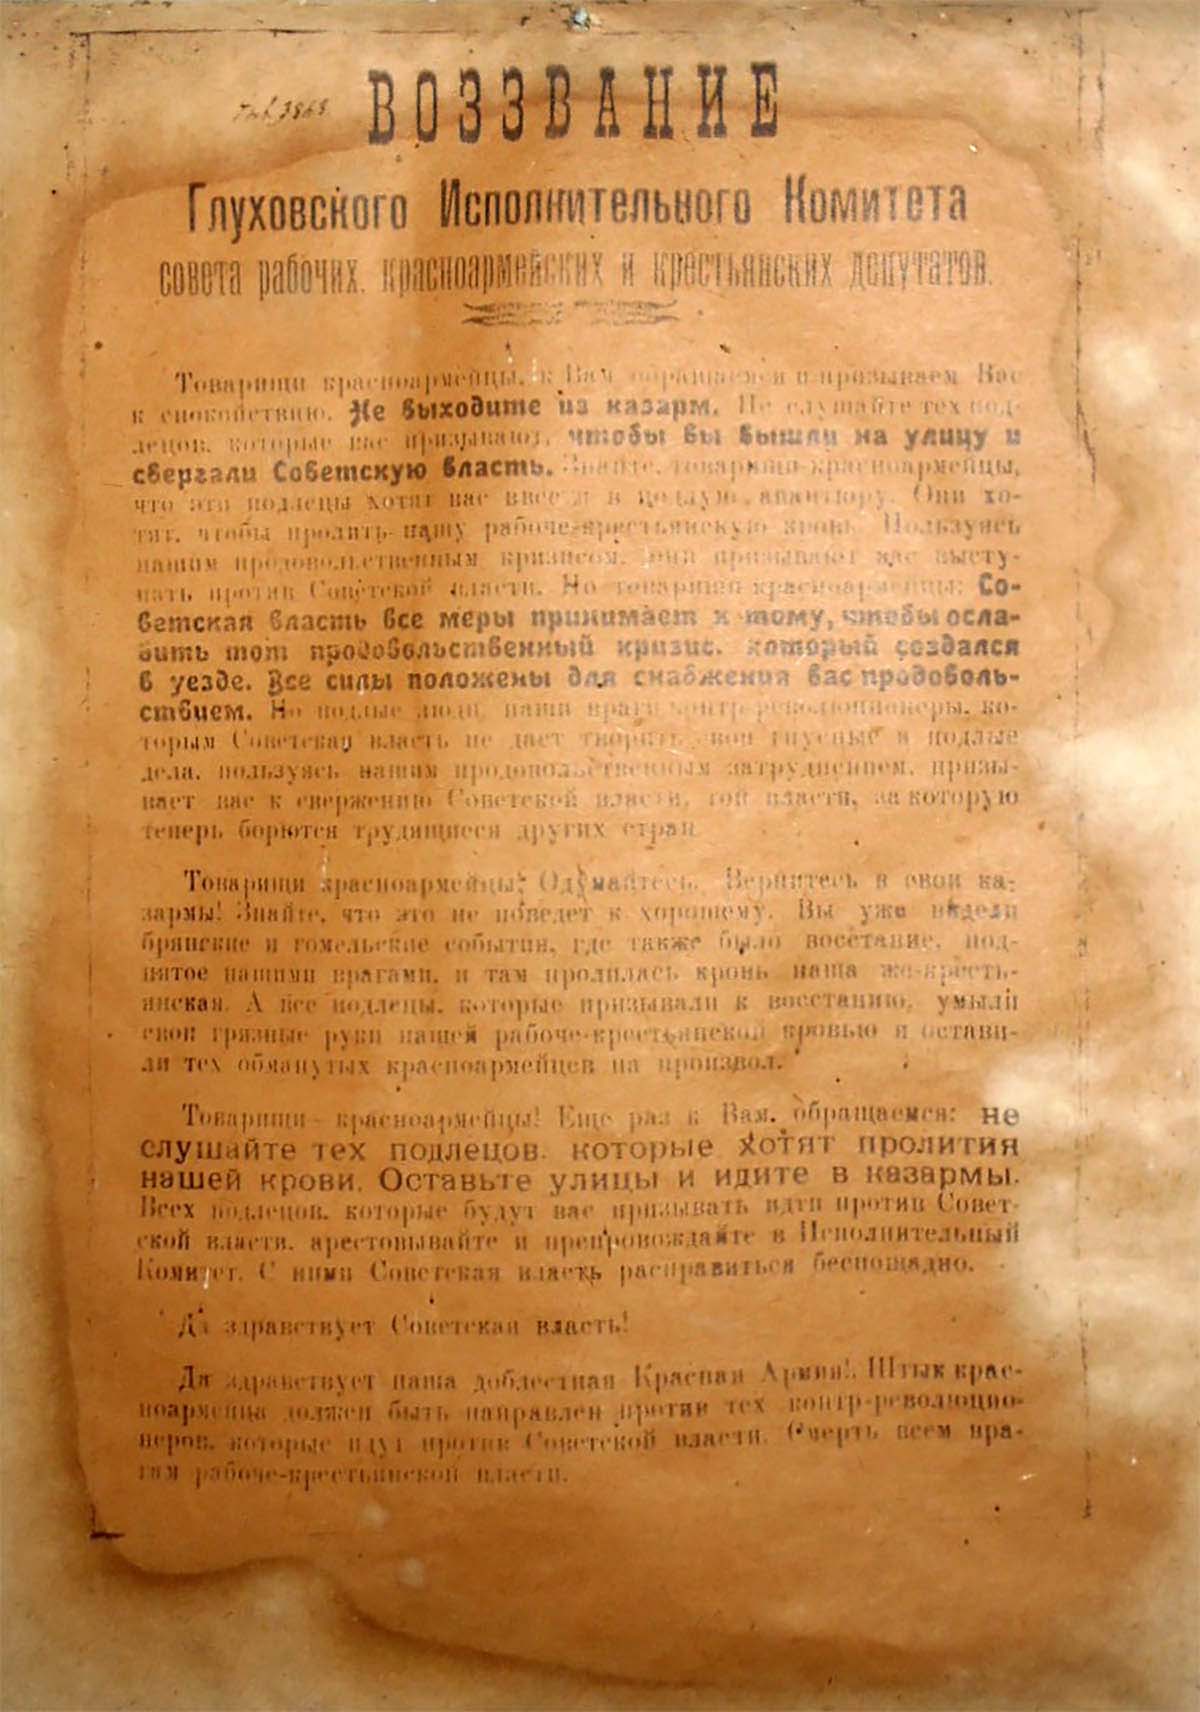 ВОЗЗВАНИЕ
Глуховского Исполнительного Комитета
совета рабочих, красноармейских и крестьянских депутатов.
Товарищи красноармейцы, к Вам обращаемся и призываем Вас
к спокойствию. Не выходите из казарм. Не слушайте тех под-
лецов, которые вас призывают, чтобы вы вышли на улицу и
свергали Советскую власть. Знайте, товарищи-красноармейцы,
что эти подлецы хотят вас ввести в подлую авантюру. Они хо-
тят, чтобы пролить нашу рабоче-крестьянскую кровь. Пользуясь
нашим продовольственным кризисом, они призывают вас высту-
пать против Советской власти. Но товарищи-красноармейцы: Со-
ветская власть все меры принимает к тому, чтобы осла-
бить тот продовольственный кризис, который создался
в уезде. Все силы положены для снабжения вас продоволь-
ствием. Но подлые люди, наши враги контр-революционеры, ко-
торым Советская власть не дает творить свои гнусные и подлые
дела, пользуясь нашим продовольственным затруднением, призы-
вает вас к свержению Советской власти, той власти, за которую
теперь борются трудящиеся других стран.
Товарищи красноармейцы! Одумайтесь. Вернитесь в свои ка-
зармы! Знайте, что это не поведет к хорошему. Вы уже видели
брянские и гомельские события, где также было восстание, под-
нятое нашими врагами, и там пролилась кровь наша же-кресть-
янская. А все подлецы, которые призывали к восстанию, умыли
свои грязные руки нашей рабоче-крестьянской кровью и остави-
ли тех обманутых красноармейцев на произвол.
Товарищи-красноармейцы! Еще раз к Вам, обращаемся: не
слушайте тех подлецов, которые хотят пролития
нашей крови. Оставьте улицы и идите в казармы.
Всех подлецов, которые будут вас призывать идти против Совет-
ской власти, арестовывайте и препровождайте в Исполнительный
Комитет. С ними Советская власть расправиться беспощадно.
Да здравствует Советская власть!
Да здравствует наша доблестная Красная Армия! Штык крас-
ноармейца должен быть направлен против тех контр-революцио-
неров, которые идут против Советской власти. Смерть всем вра-
гам рабоче-крестьянской власти.